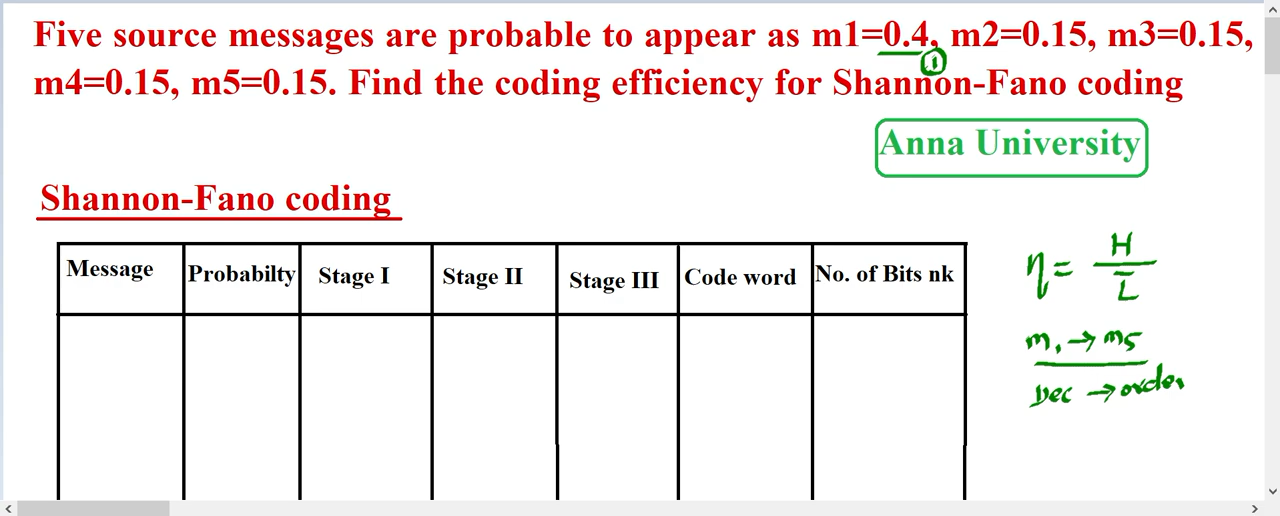 Five source messages are probable to appear as m1=0.4, m2=0.15, m3=0.15,
m4=0.15, m5=0.15. Find the coding efficiency for Shannon-Fano coding
1
Anna University
Shannon-Fano coding
Message Probabilty Stage I Stage II Stage III Code word No. of Bits nk
η = H / L̄
m1 → m5
Dec → order